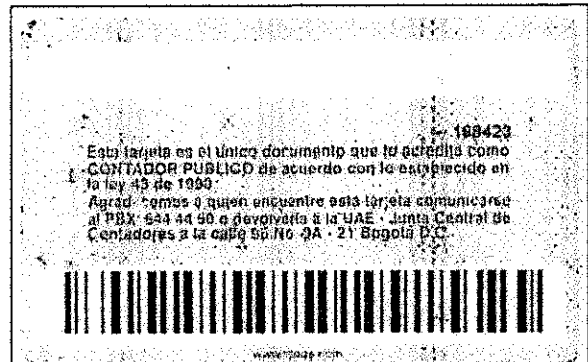 198423
Esta tarjeta es el único documento que lo acredita como
CONTADOR PUBLICO de acuerdo con lo establecido en
la ley 43 de 1990
Agradecemos a quien encuentre esta tarjeta comunicarse
al PBX: 644 44 50 o devolverla a la UAE - Junta Central de
Contadores a la calle No 9A - 21 Bogotá D.C.